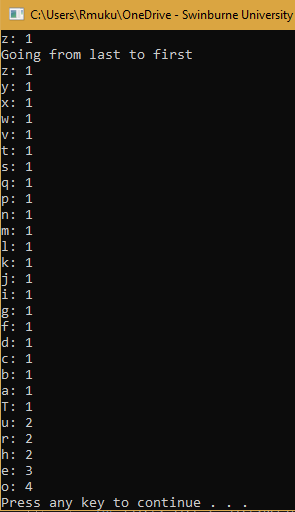 C:\Users\Rmuku\OneDrive - Swinburne University
z: 1
Going from last to first
z: 1
y: 1
x: 1
w: 1
v: 1
t: 1
s: 1
q: 1
p: 1
n: 1
m: 1
l: 1
k: 1
j: 1
i: 1
g: 1
f: 1
d: 1
c: 1
b: 1
a: 1
T: 1
u: 2
r: 2
h: 2
e: 3
o: 4
Press any key to continue . . .